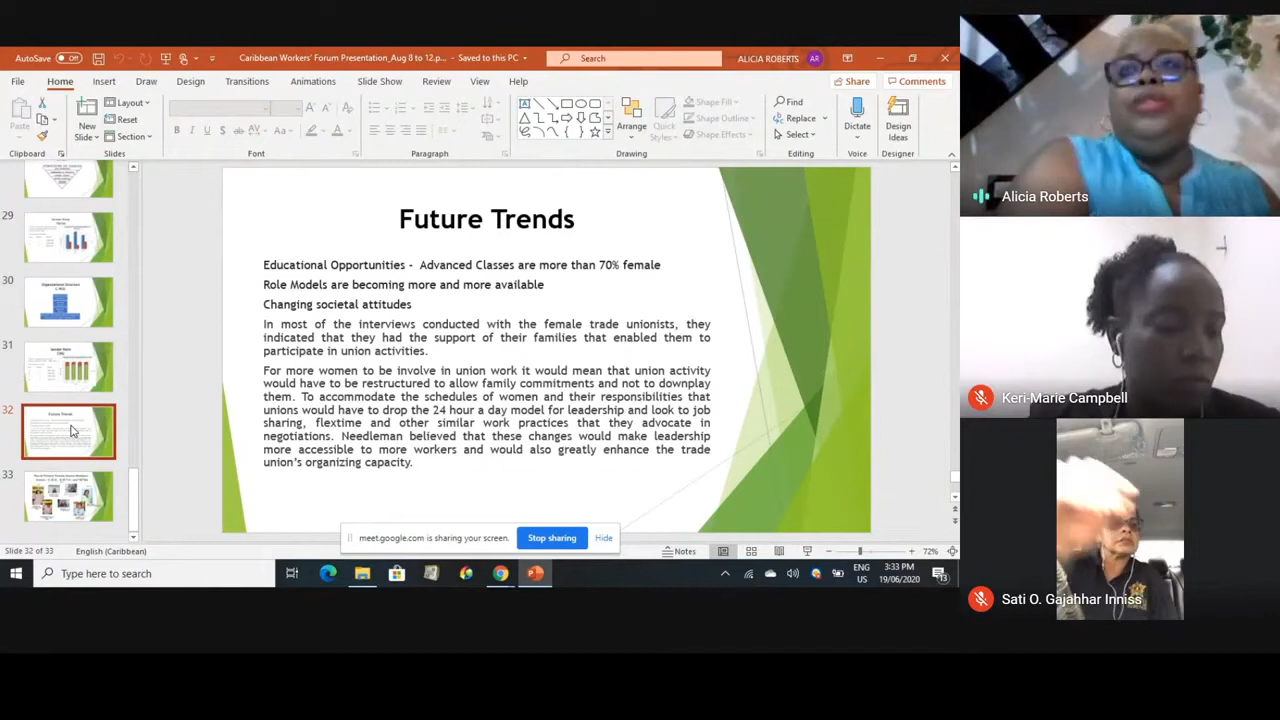 AutoSave Off
Caribbean Workers' Forum Presentation_Aug 8 to 12.p... - Saved to this PC
Search
ALICIA ROBERTS AR
File Home Insert Draw Design Transitions Animations Slide Show Review View Help
Share Comments
Paste
New Slide
Layout
Reset
Section
Arrange
Quick Styles
Shape Fill
Shape Outline
Shape Effects
Find
Replace
Select
Dictate
Design Ideas
Clipboard Slides Font Paragraph Drawing Editing Voice Designer
29
30
31
32
Future Trends
33
Future Trends
Educational Opportunities - Advanced Classes are more than 70% female
Role Models are becoming more and more available
Changing societal attitudes
In most of the interviews conducted with the female trade unionists, they
indicated that they had the support of their families that enabled them to
participate in union activities.
For more women to be involve in union work it would mean that union activity
would have to be restructured to allow family commitments and not to downplay
them. To accommodate the schedules of women and their responsibilities that
unions would have to drop the 24 hour a day model for leadership and look to job
sharing, flextime and other similar work practices that they advocate in
negotiations. Needleman believed that these changes would make leadership
more accessible to more workers and would also greatly enhance the trade
union's organizing capacity.
meet.google.com is sharing your screen. Stop sharing Hide
Slide 32 of 33 English (Caribbean) Notes 72%
Type here to search
ENG
US
3:33 PM
19/06/2020
13
Alicia Roberts
Keri-Marie Campbell
Sati O. Gajahhar Inniss